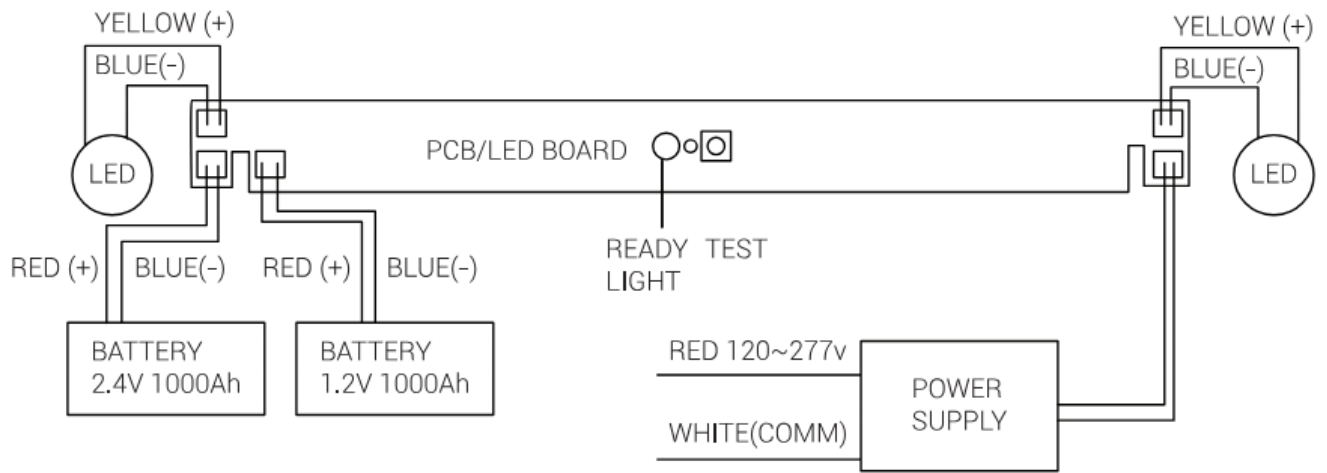 YELLOW (+)
BLUE(-)
LED
YELLOW (+)
BLUE(-)
LED
PCB/LED BOARD
READY TEST
LIGHT
RED (+)
BLUE(-)
RED (+)
BLUE(-)
BATTERY
2.4V 1000Ah
BATTERY
1.2V 1000Ah
RED 120~277v
WHITE(COMM)
POWER
SUPPLY